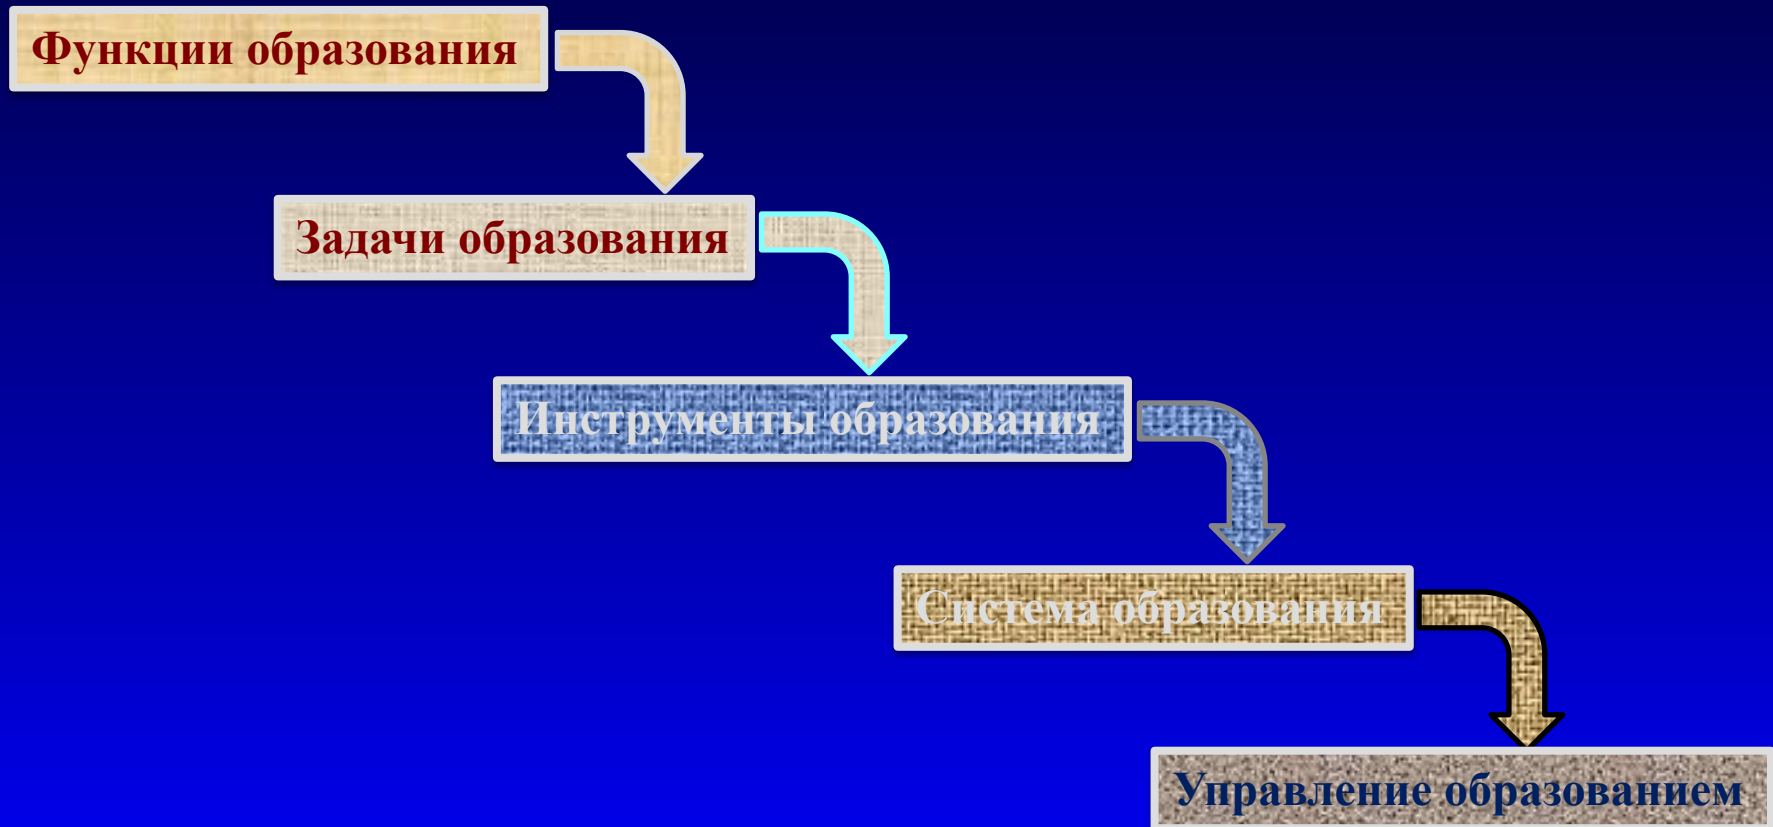 Функции образования
Задачи образования
Инструменты образования
Система образования
Управление образованием